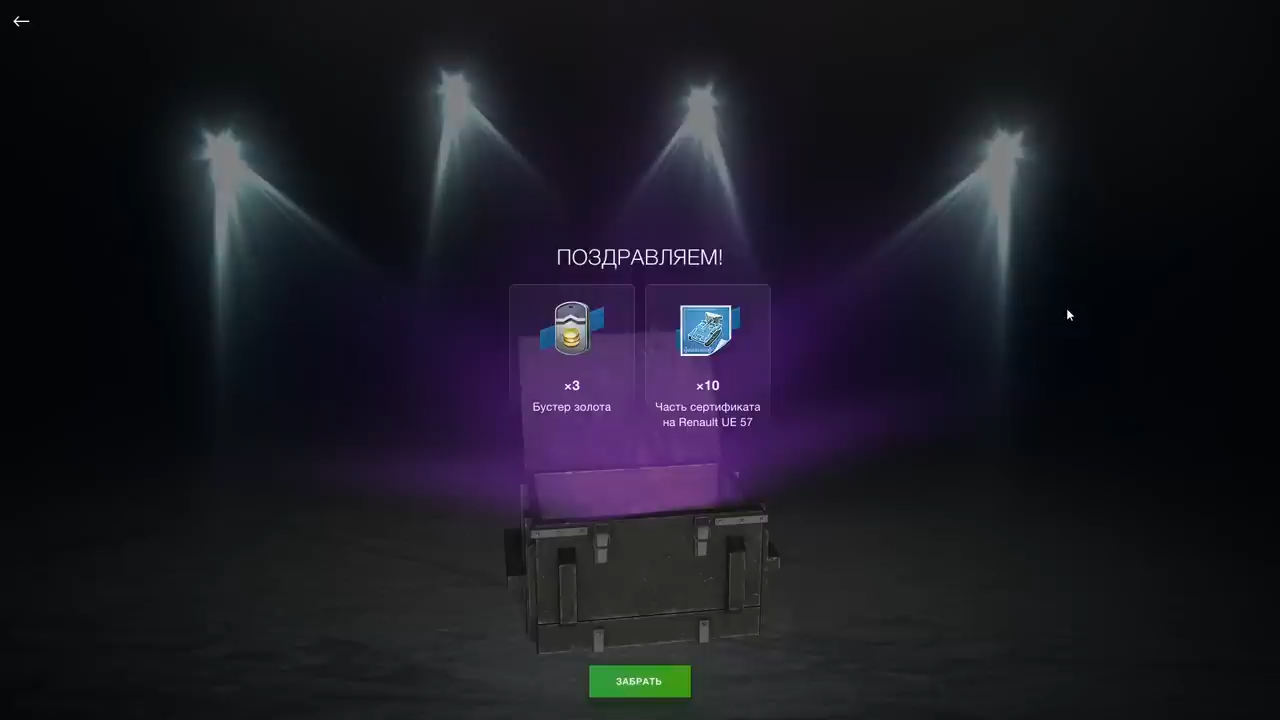 ПОЗДРАВЛЯЕМ!
×3
Бустер золота
×10
Часть сертификата
на Renault UE 57
ЗАБРАТЬ